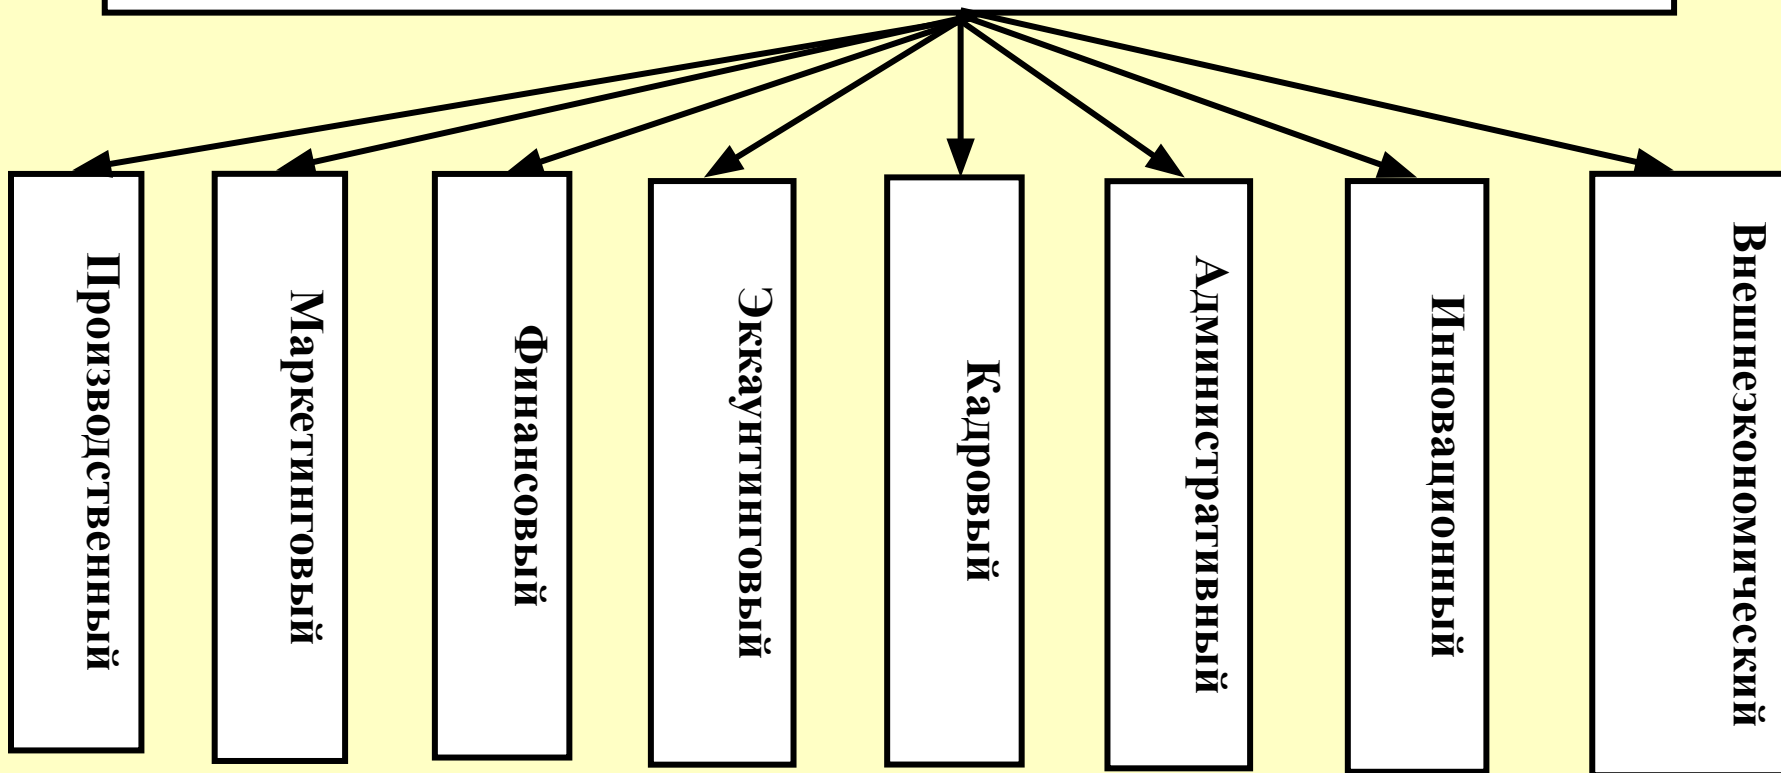 Производственный
Маркетинговый
Финансовый
Эккаунтинговый
Кадровый
Административный
Инновационный
Внешнеэкономический